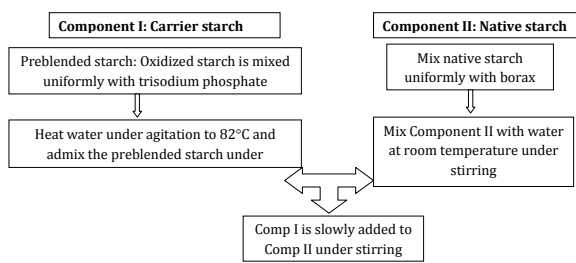 Component I: Carrier starch
Preblended starch: Oxidized starch is mixed
uniformly with trisodium phosphate
Heat water under agitation to 82°C and
admix the preblended starch under
Component II: Native starch
Mix native starch
uniformly with borax
Mix Component II with water
at room temperature under
stirring
Comp I is slowly added to
Comp II under stirring